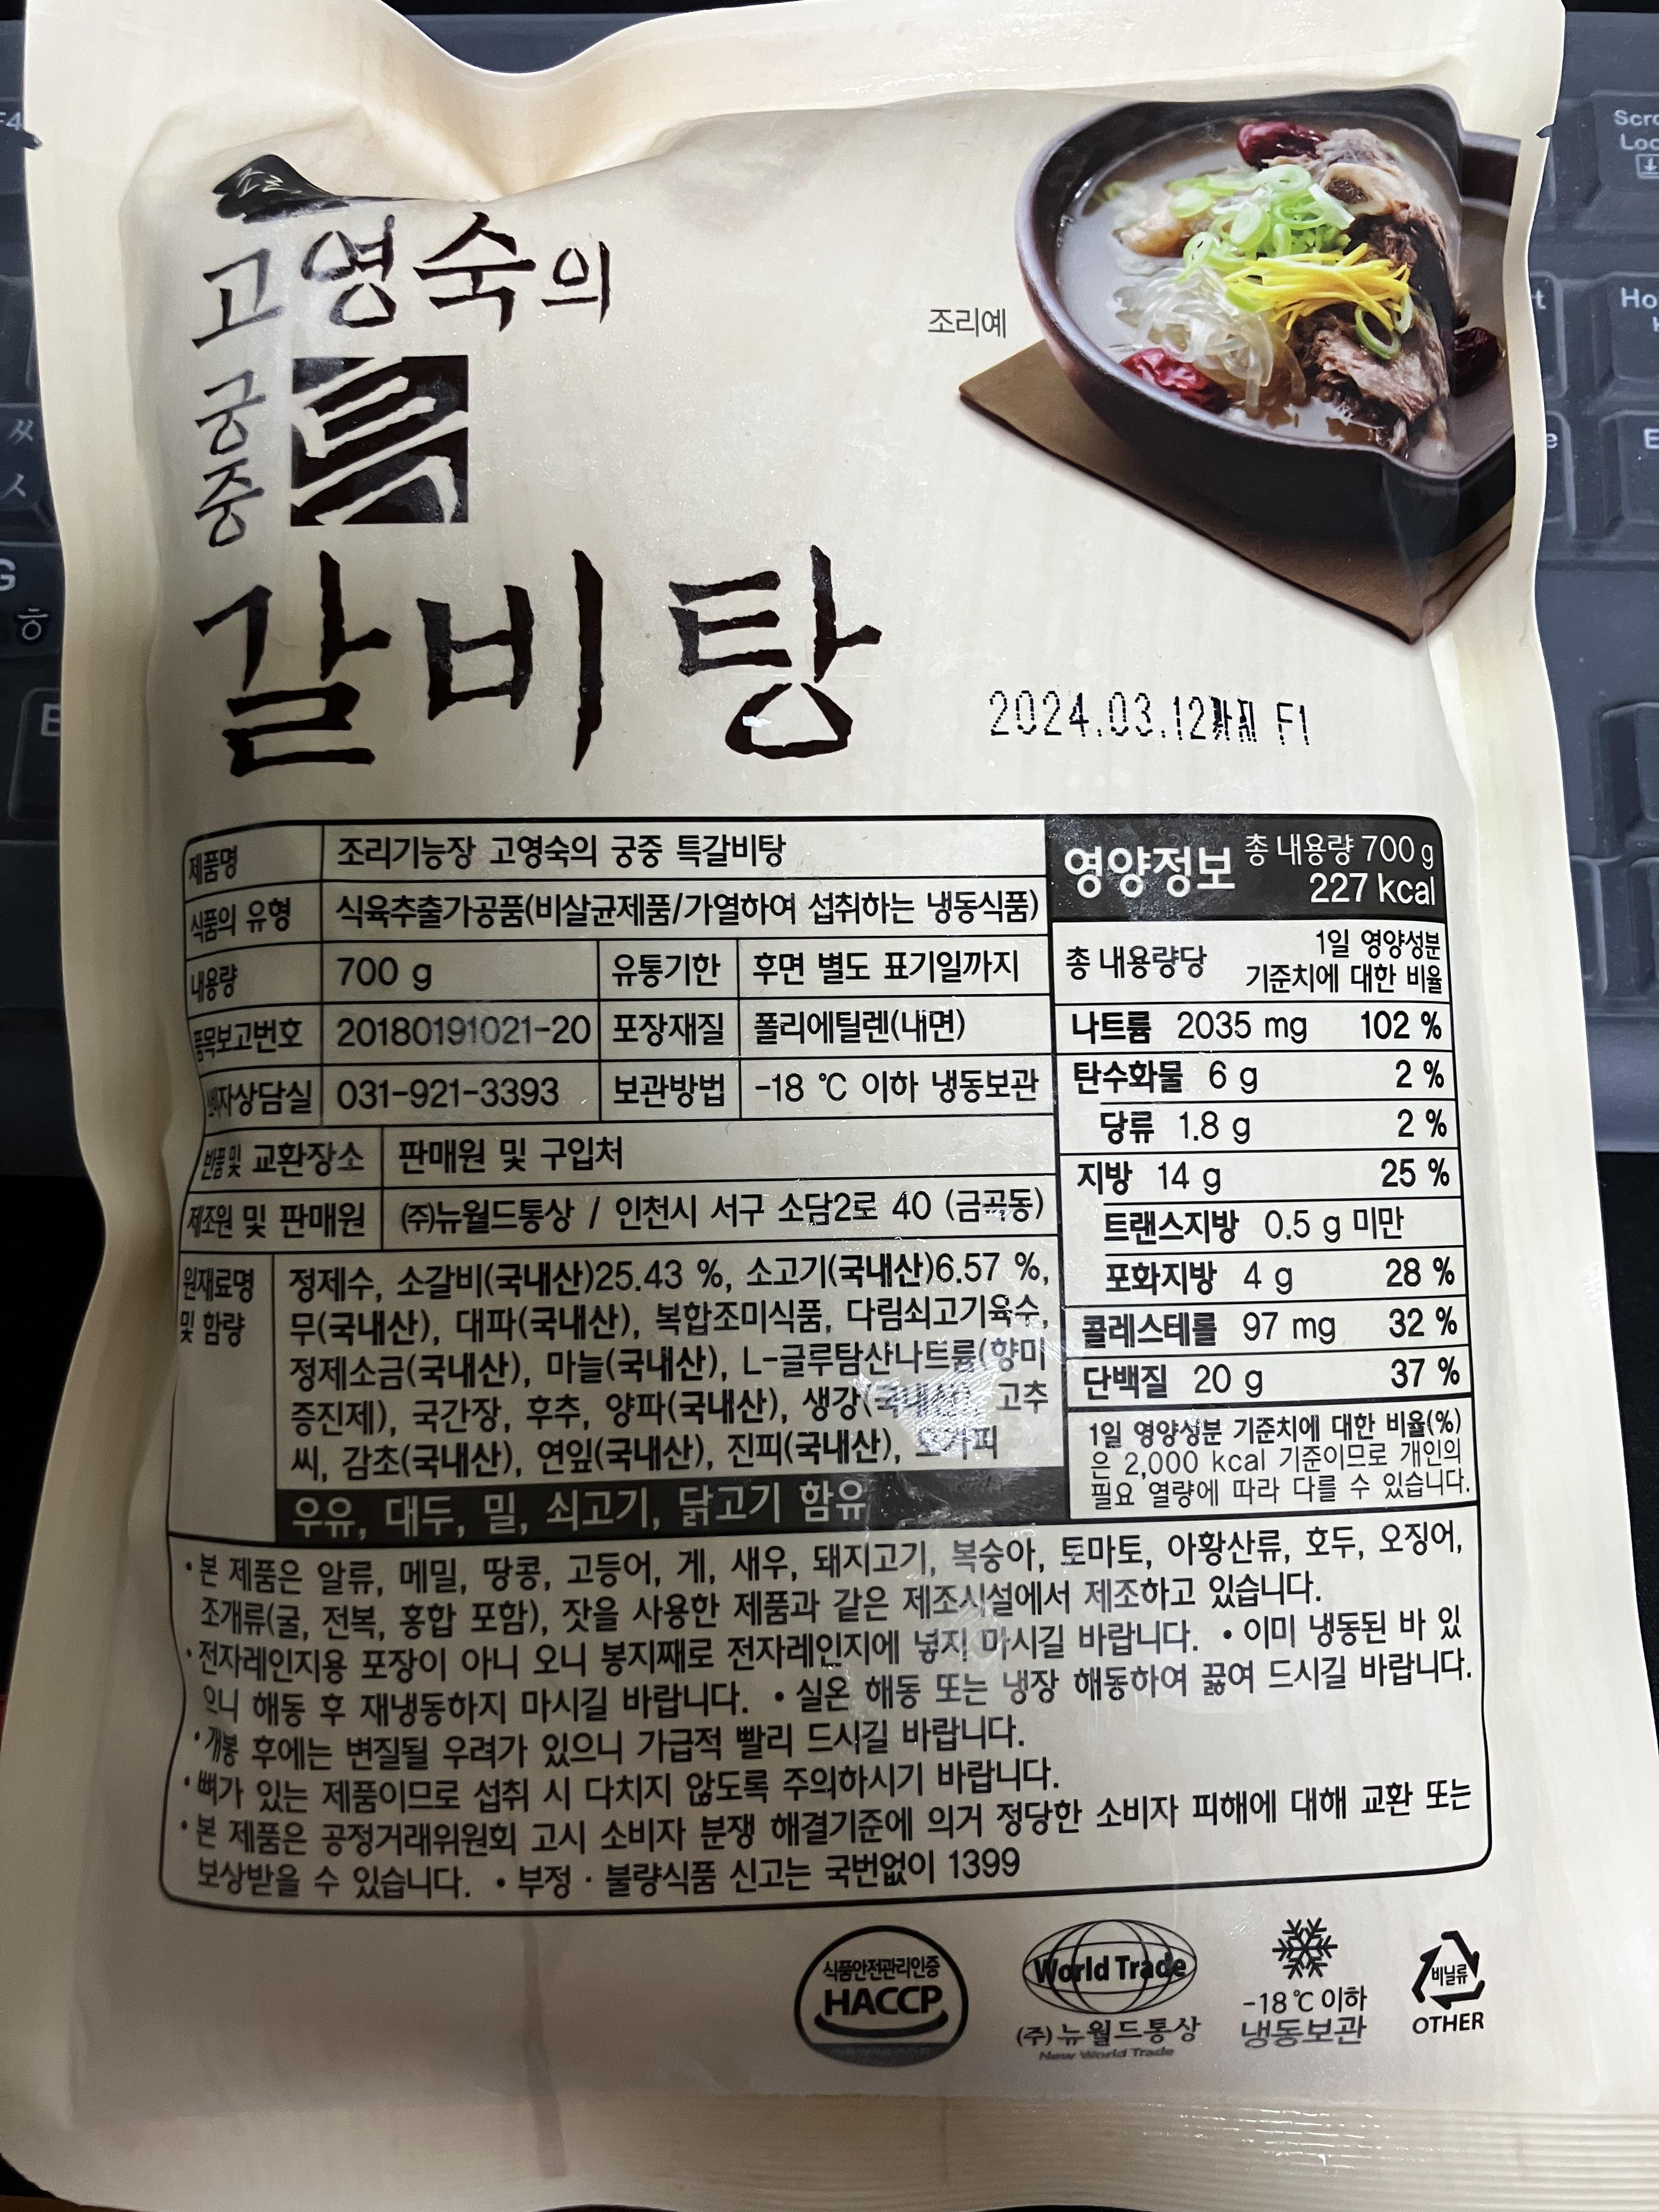 고영숙의
궁중 특
갈비탕
조리예
2024.03.12까지 F1
제품명 조리기능장 고영숙의 궁중 특갈비탕
식품의 유형 식육추출가공품(비살균제품/가열하여 섭취하는 냉동식품)
내용량 700 g 유통기한 후면 별도 표기일까지
품목보고번호 20180191021-20 포장재질 폴리에틸렌(내면)
소비자상담실 031-921-3393 보관방법 -18 ℃ 이하 냉동보관
반품 및 교환장소 판매원 및 구입처
제조원 및 판매원 (주)뉴월드통상 / 인천시 서구 소담2로 40 (금곡동)
원재료명 및 함량
정제수, 소갈비(국내산)25.43 %, 소고기(국내산)6.57 %,
무(국내산), 대파(국내산), 복합조미식품, 다림쇠고기육수,
정제소금(국내산), 마늘(국내산), L-글루탐산나트륨(향미
증진제), 국간장, 후추, 양파(국내산), 생강(국내산), 고추
씨, 감초(국내산), 연잎(국내산), 진피(국내산), 오가피
우유, 대두, 밀, 쇠고기, 닭고기 함유
영양정보 총 내용량 700 g
227 kcal
총 내용량당 1일 영양성분
기준치에 대한 비율
나트륨 2035 mg 102 %
탄수화물 6 g 2 %
당류 1.8 g 2 %
지방 14 g 25 %
트랜스지방 0.5 g 미만
포화지방 4 g 28 %
콜레스테롤 97 mg 32 %
단백질 20 g 37 %
1일 영양성분 기준치에 대한 비율(%)
은 2,000 kcal 기준이므로 개인의
필요 열량에 따라 다를 수 있습니다.
• 본 제품은 알류, 메밀, 땅콩, 고등어, 게, 새우, 돼지고기, 복숭아, 토마토, 아황산류, 호두, 오징어,
조개류(굴, 전복, 홍합 포함), 잣을 사용한 제품과 같은 제조시설에서 제조하고 있습니다.
• 전자레인지용 포장이 아니 오니 봉지째로 전자레인지에 넣지 마시길 바랍니다. • 이미 냉동된 바 있
으니 해동 후 재냉동하지 마시길 바랍니다. • 실온 해동 또는 냉장 해동하여 끓여 드시길 바랍니다.
• 개봉 후에는 변질될 우려가 있으니 가급적 빨리 드시길 바랍니다.
• 뼈가 있는 제품이므로 섭취 시 다치지 않도록 주의하시기 바랍니다.
• 본 제품은 공정거래위원회 고시 소비자 분쟁 해결기준에 의거 정당한 소비자 피해에 대해 교환 또는
보상받을 수 있습니다. • 부정 · 불량식품 신고는 국번없이 1399
식품안전관리인증
HACCP
World Trade
(주)뉴월드통상
New World Trade
-18℃ 이하
냉동보관
비닐류
OTHER